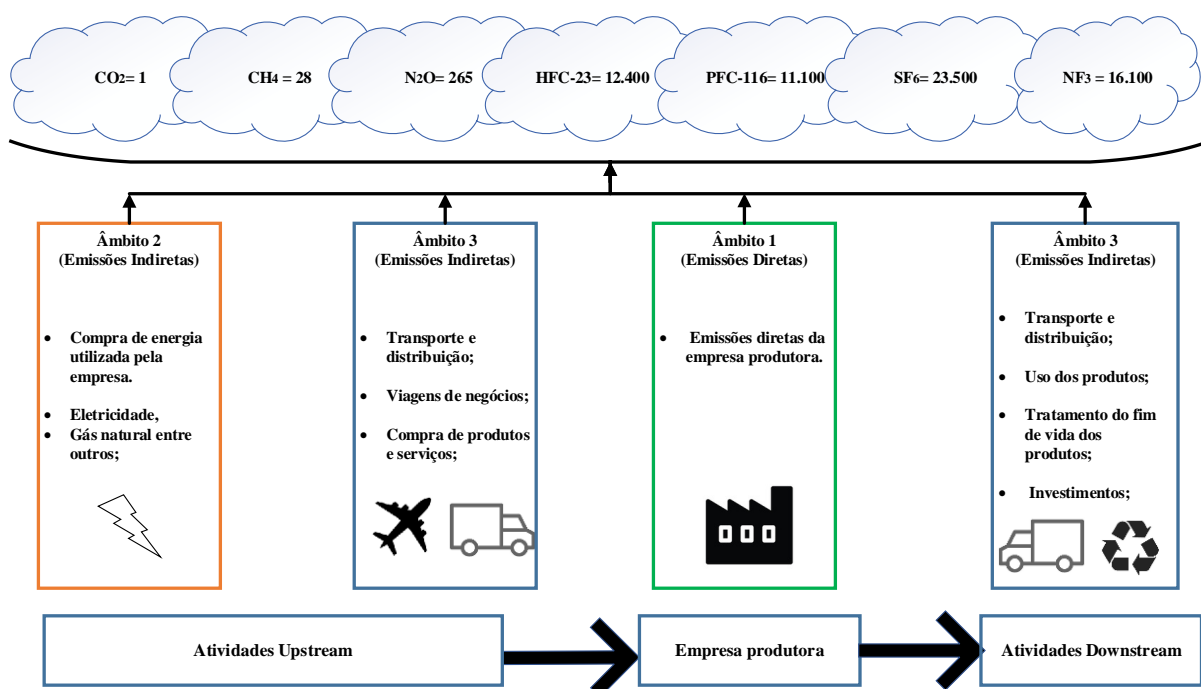 CO2= 1
CH4 = 28
N2O= 265
HFC-23= 12.400
PFC-116= 11.100
SF6= 23.500
NF3 = 16.100
Âmbito 2
(Emissões Indiretas)
• Compra de energia
utilizada pela
empresa.
• Eletricidade,
• Gás natural entre
outros;
Âmbito 3
(Emissões Indiretas)
• Transporte e
distribuição;
• Viagens de negócios;
• Compra de produtos
e serviços;
Âmbito 1
(Emissões Diretas)
• Emissões diretas da
empresa produtora.
Âmbito 3
(Emissões Indiretas)
• Transporte e
distribuição;
• Uso dos produtos;
• Tratamento do fim
de vida dos
produtos;
• Investimentos;
Atividades Upstream
Empresa produtora
Atividades Downstream